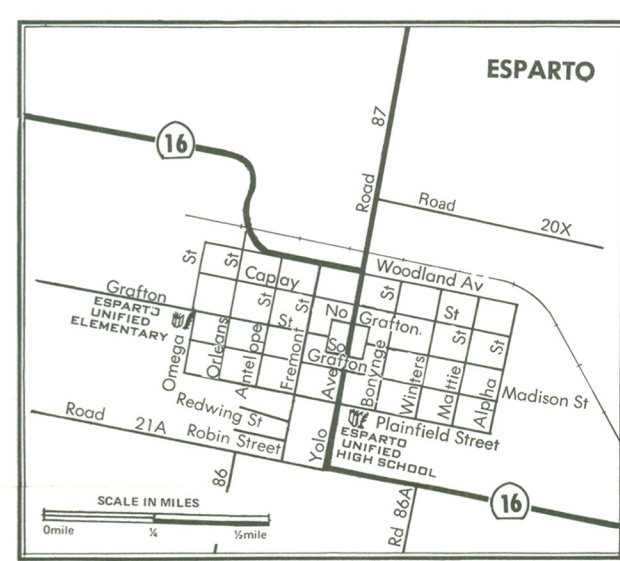 ESPARTO
16
87
Road
Road
20X
Woodland Av
St
St
Capay
St
St
St
St
St
St
St
Grafton
No
Grafton
So
Grafton
ESPARTO
UNIFIED
ELEMENTARY
Omega
Orleans
Antelope
Fremont
Ave
Yolo
Bonynge
Winters
Mattie
Alpha
Madison St
Redwing St
Road
21A
Robin Street
Plainfield Street
ESPARTO
UNIFIED
HIGH SCHOOL
86
Rd 86A
16
SCALE IN MILES
0mile
¼
½mile